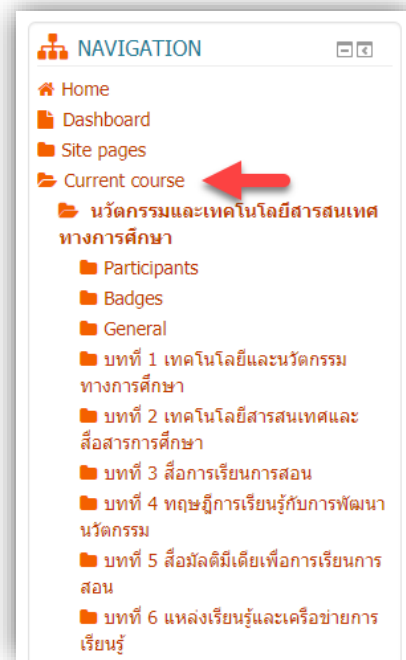 NAVIGATION
Home
Dashboard
Site pages
Current course
นวัตกรรมและเทคโนโลยีสารสนเทศ
ทางการศึกษา
Participants
Badges
General
บทที่ 1 เทคโนโลยีและนวัตกรรม
ทางการศึกษา
บทที่ 2 เทคโนโลยีสารสนเทศและ
สื่อสารการศึกษา
บทที่ 3 สื่อการเรียนการสอน
บทที่ 4 ทฤษฎีการเรียนรู้กับการพัฒนา
นวัตกรรม
บทที่ 5 สื่อมัลติมีเดียเพื่อการเรียนการ
สอน
บทที่ 6 แหล่งเรียนรู้และเครือข่ายการ
เรียนรู้